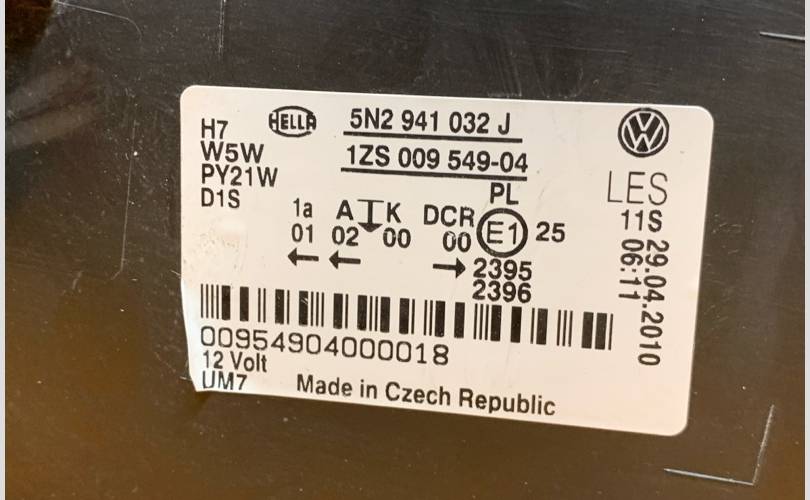 H7
W5W
PY21W
D1S
HELLA
5N2 941 032 J
1ZS 009 549-04
PL
1a A K DCR E1 25
01 02 00 00
← ← → 2395
2396
LES
11S 29.04.2010
06:11
00954904000018
12 Volt
UM7
Made in Czech Republic